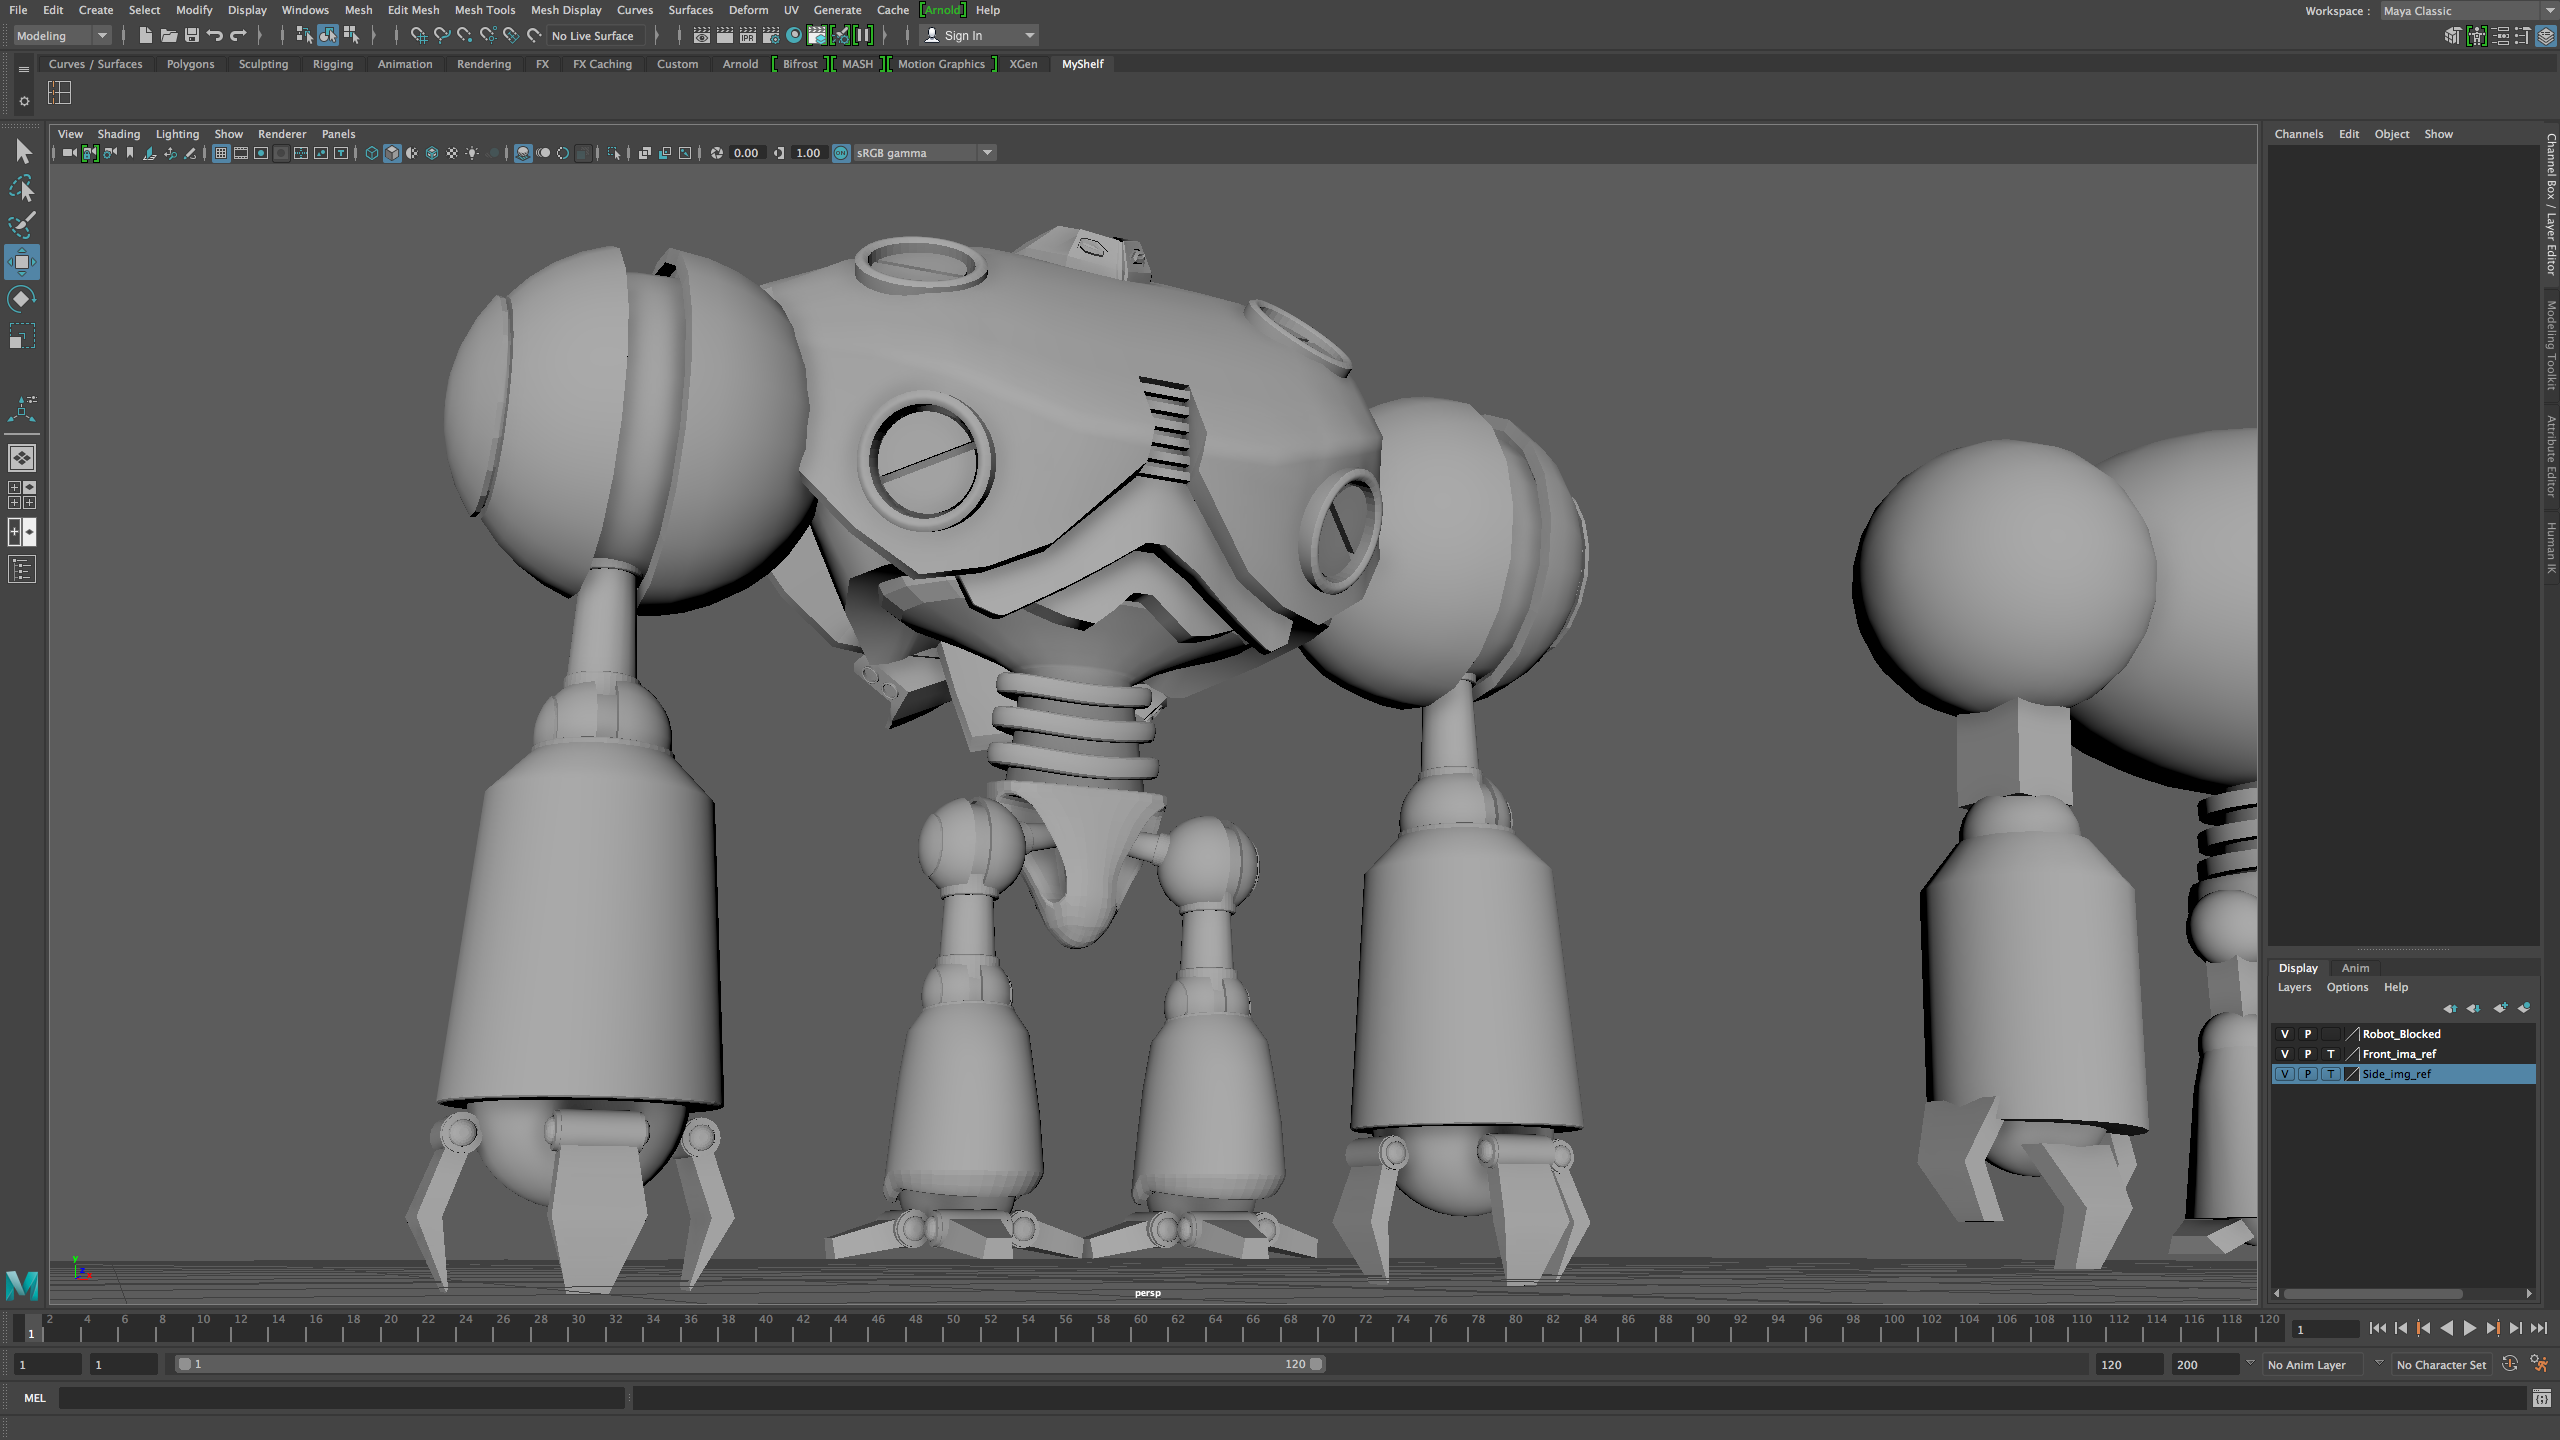 File Edit Create Select Modify Display Windows Mesh Edit Mesh Mesh Tools Mesh Display Curves Surfaces Deform UV Generate Cache [Arnold] Help Workspace : Maya Classic
Modeling No Live Surface IPR Sign In
Curves / Surfaces Polygons Sculpting Rigging Animation Rendering FX FX Caching Custom Arnold [ Bifrost ][ MASH ][ Motion Graphics ] XGen MyShelf
View Shading Lighting Show Renderer Panels
0.00 1.00 ON sRGB gamma
Channels Edit Object Show
Channel Box / Layer Editor
Modeling Toolkit
Attribute Editor
Human IK
Display Anim
Layers Options Help
V P Robot_Blocked
V P T Front_ima_ref
V P T Side_img_ref
y
z
persp
M
2 4 6 8 10 12 14 16 18 20 22 24 26 28 30 32 34 36 38 40 42 44 46 48 50 52 54 56 58 60 62 64 66 68 70 72 74 76 78 80 82 84 86 88 90 92 94 96 98 100 102 104 106 108 110 112 114 116 118 120
1 1
1 1 1 120 120 200 No Anim Layer No Character Set
MEL